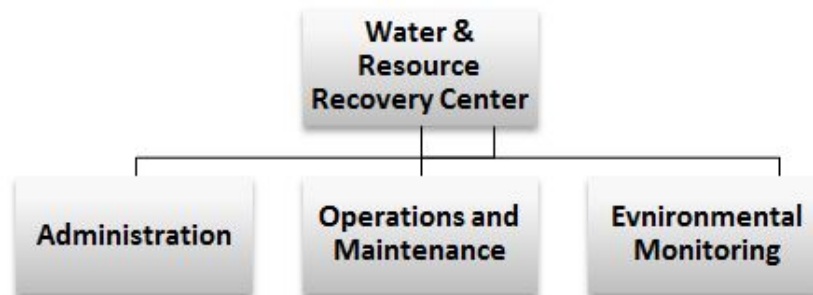 Water &
Resource
Recovery Center
Administration
Operations and
Maintenance
Evnironmental
Monitoring